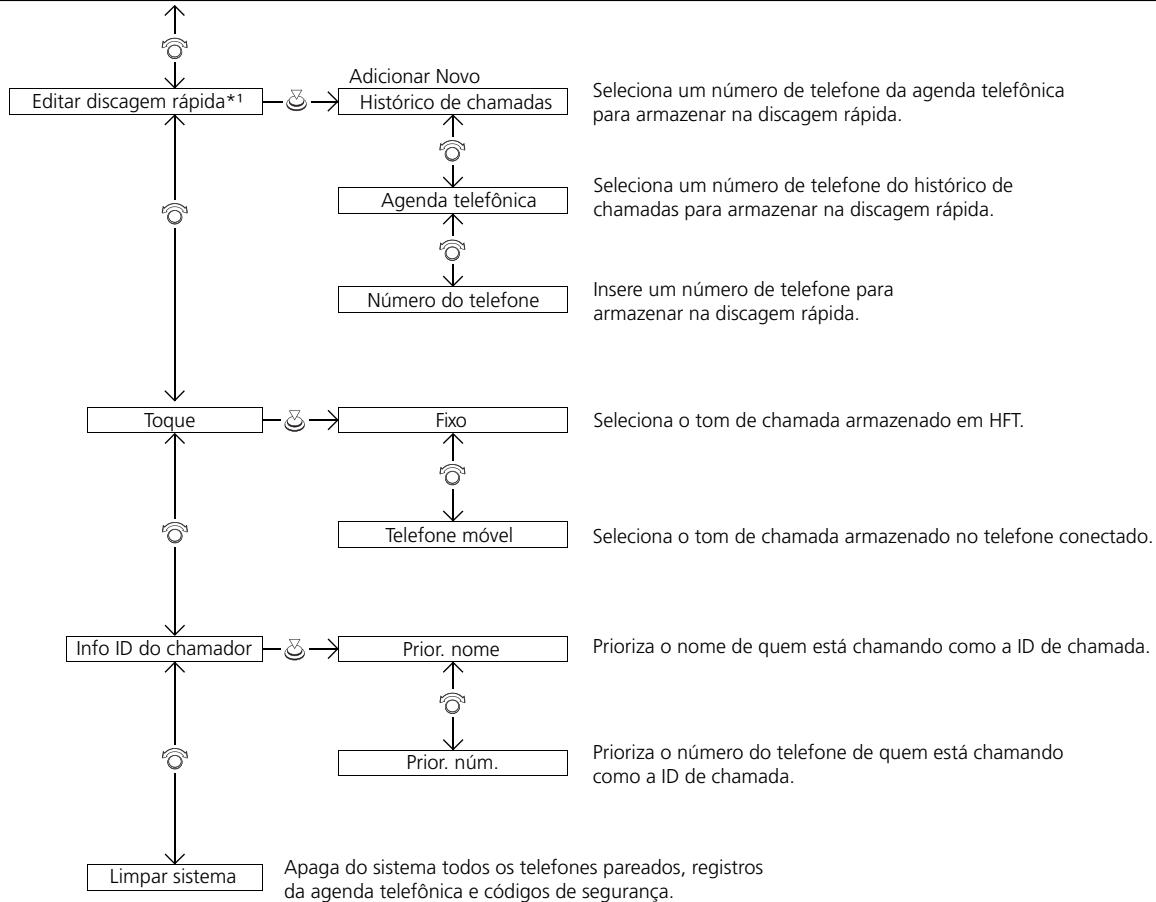 Adicionar Novo
Editar discagem rápida*¹
Histórico de chamadas
Seleciona um número de telefone da agenda telefônica
para armazenar na discagem rápida.
Agenda telefônica
Seleciona um número de telefone do histórico de
chamadas para armazenar na discagem rápida.
Número do telefone
Insere um número de telefone para
armazenar na discagem rápida.
Toque
Fixo
Seleciona o tom de chamada armazenado em HFT.
Telefone móvel
Seleciona o tom de chamada armazenado no telefone conectado.
Info ID do chamador
Prior. nome
Prioriza o nome de quem está chamando como a ID de chamada.
Prior. núm.
Prioriza o número do telefone de quem está chamando
como a ID de chamada.
Limpar sistema
Apaga do sistema todos os telefones pareados, registros
da agenda telefônica e códigos de segurança.